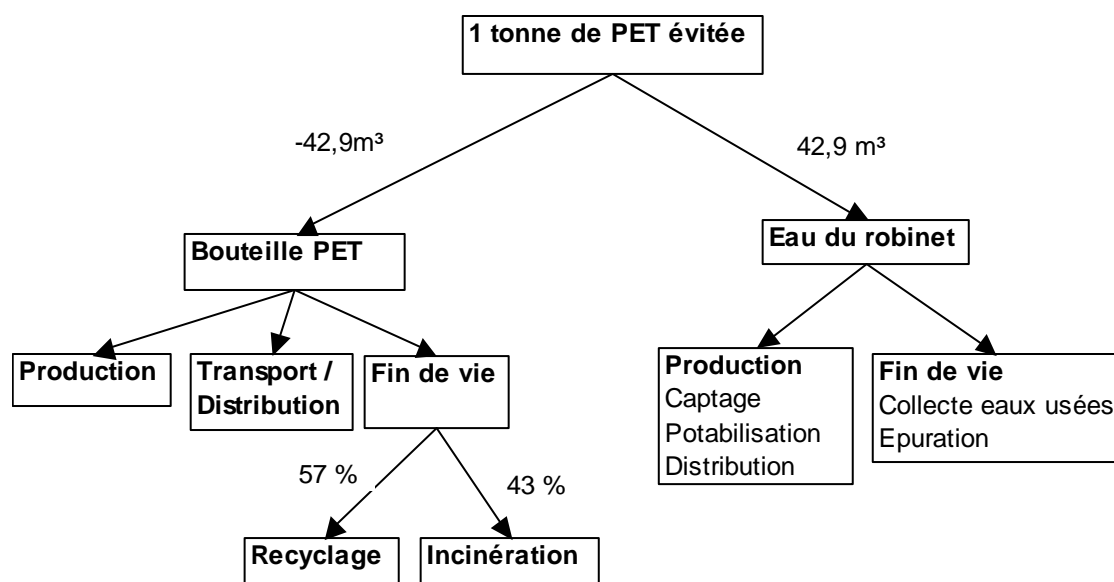 1 tonne de PET évitée
-42,9m³
42,9 m³
Bouteille PET
Eau du robinet
Production
Transport /
Distribution
Fin de vie
Production
Captage
Potabilisation
Distribution
Fin de vie
Collecte eaux usées
Epuration
57 %
43 %
Recyclage
Incinération